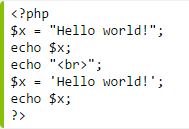 <?php
$x = "Hello world!";
echo $x;
echo "<br>";
$x = 'Hello world!';
echo $x;
?>